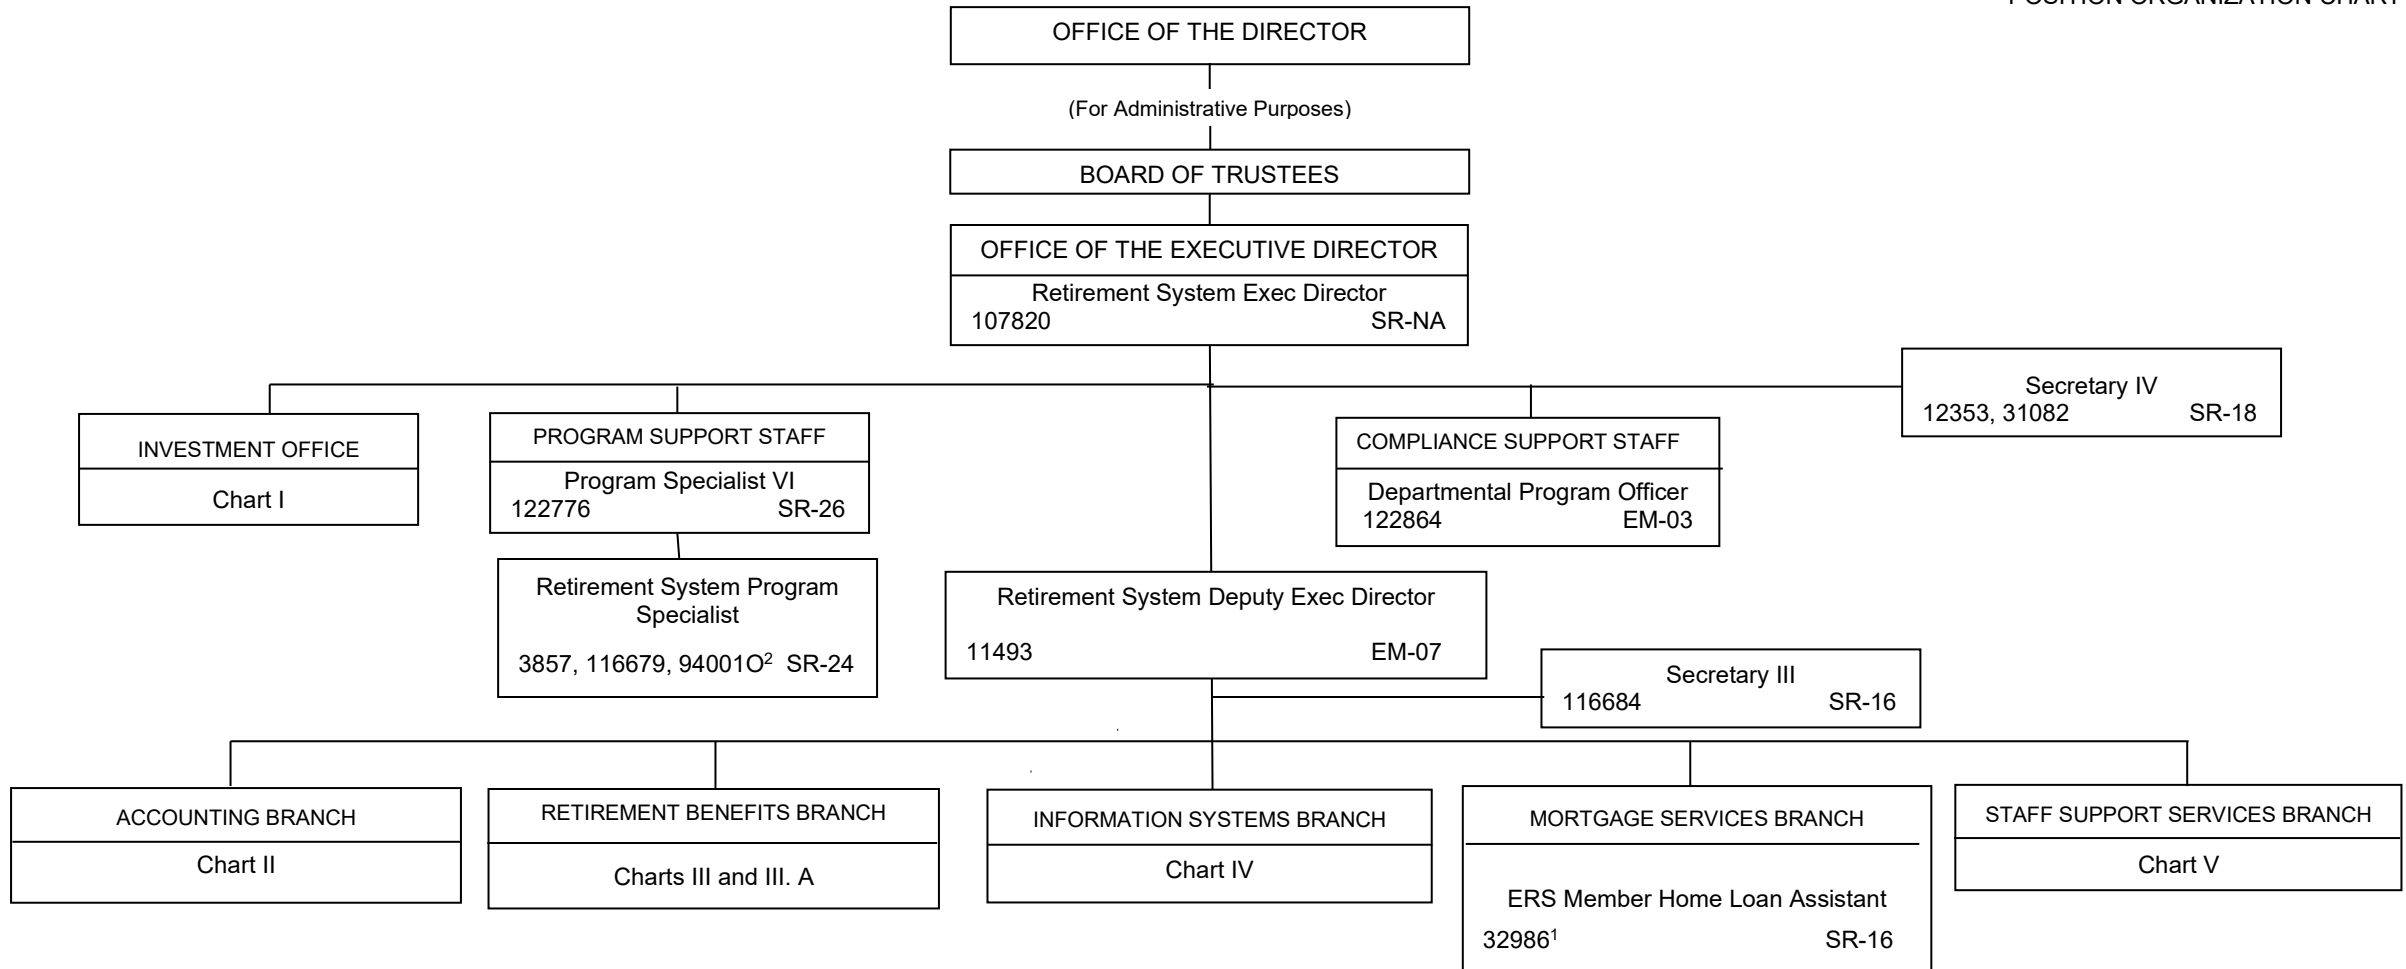 POSITION ORGANIZATION CHART
OFFICE OF THE DIRECTOR
(For Administrative Purposes)
BOARD OF TRUSTEES
OFFICE OF THE EXECUTIVE DIRECTOR
Retirement System Exec Director
107820 SR-NA
Secretary IV
12353, 31082 SR-18
INVESTMENT OFFICE
Chart I
PROGRAM SUPPORT STAFF
Program Specialist VI
122776 SR-26
COMPLIANCE SUPPORT STAFF
Departmental Program Officer
122864 EM-03
Retirement System Program
Specialist
3857, 116679, 94001O² SR-24
Retirement System Deputy Exec Director
11493 EM-07
Secretary III
116684 SR-16
ACCOUNTING BRANCH
Chart II
RETIREMENT BENEFITS BRANCH
Charts III and III. A
INFORMATION SYSTEMS BRANCH
Chart IV
MORTGAGE SERVICES BRANCH
ERS Member Home Loan Assistant
32986¹ SR-16
STAFF SUPPORT SERVICES BRANCH
Chart V